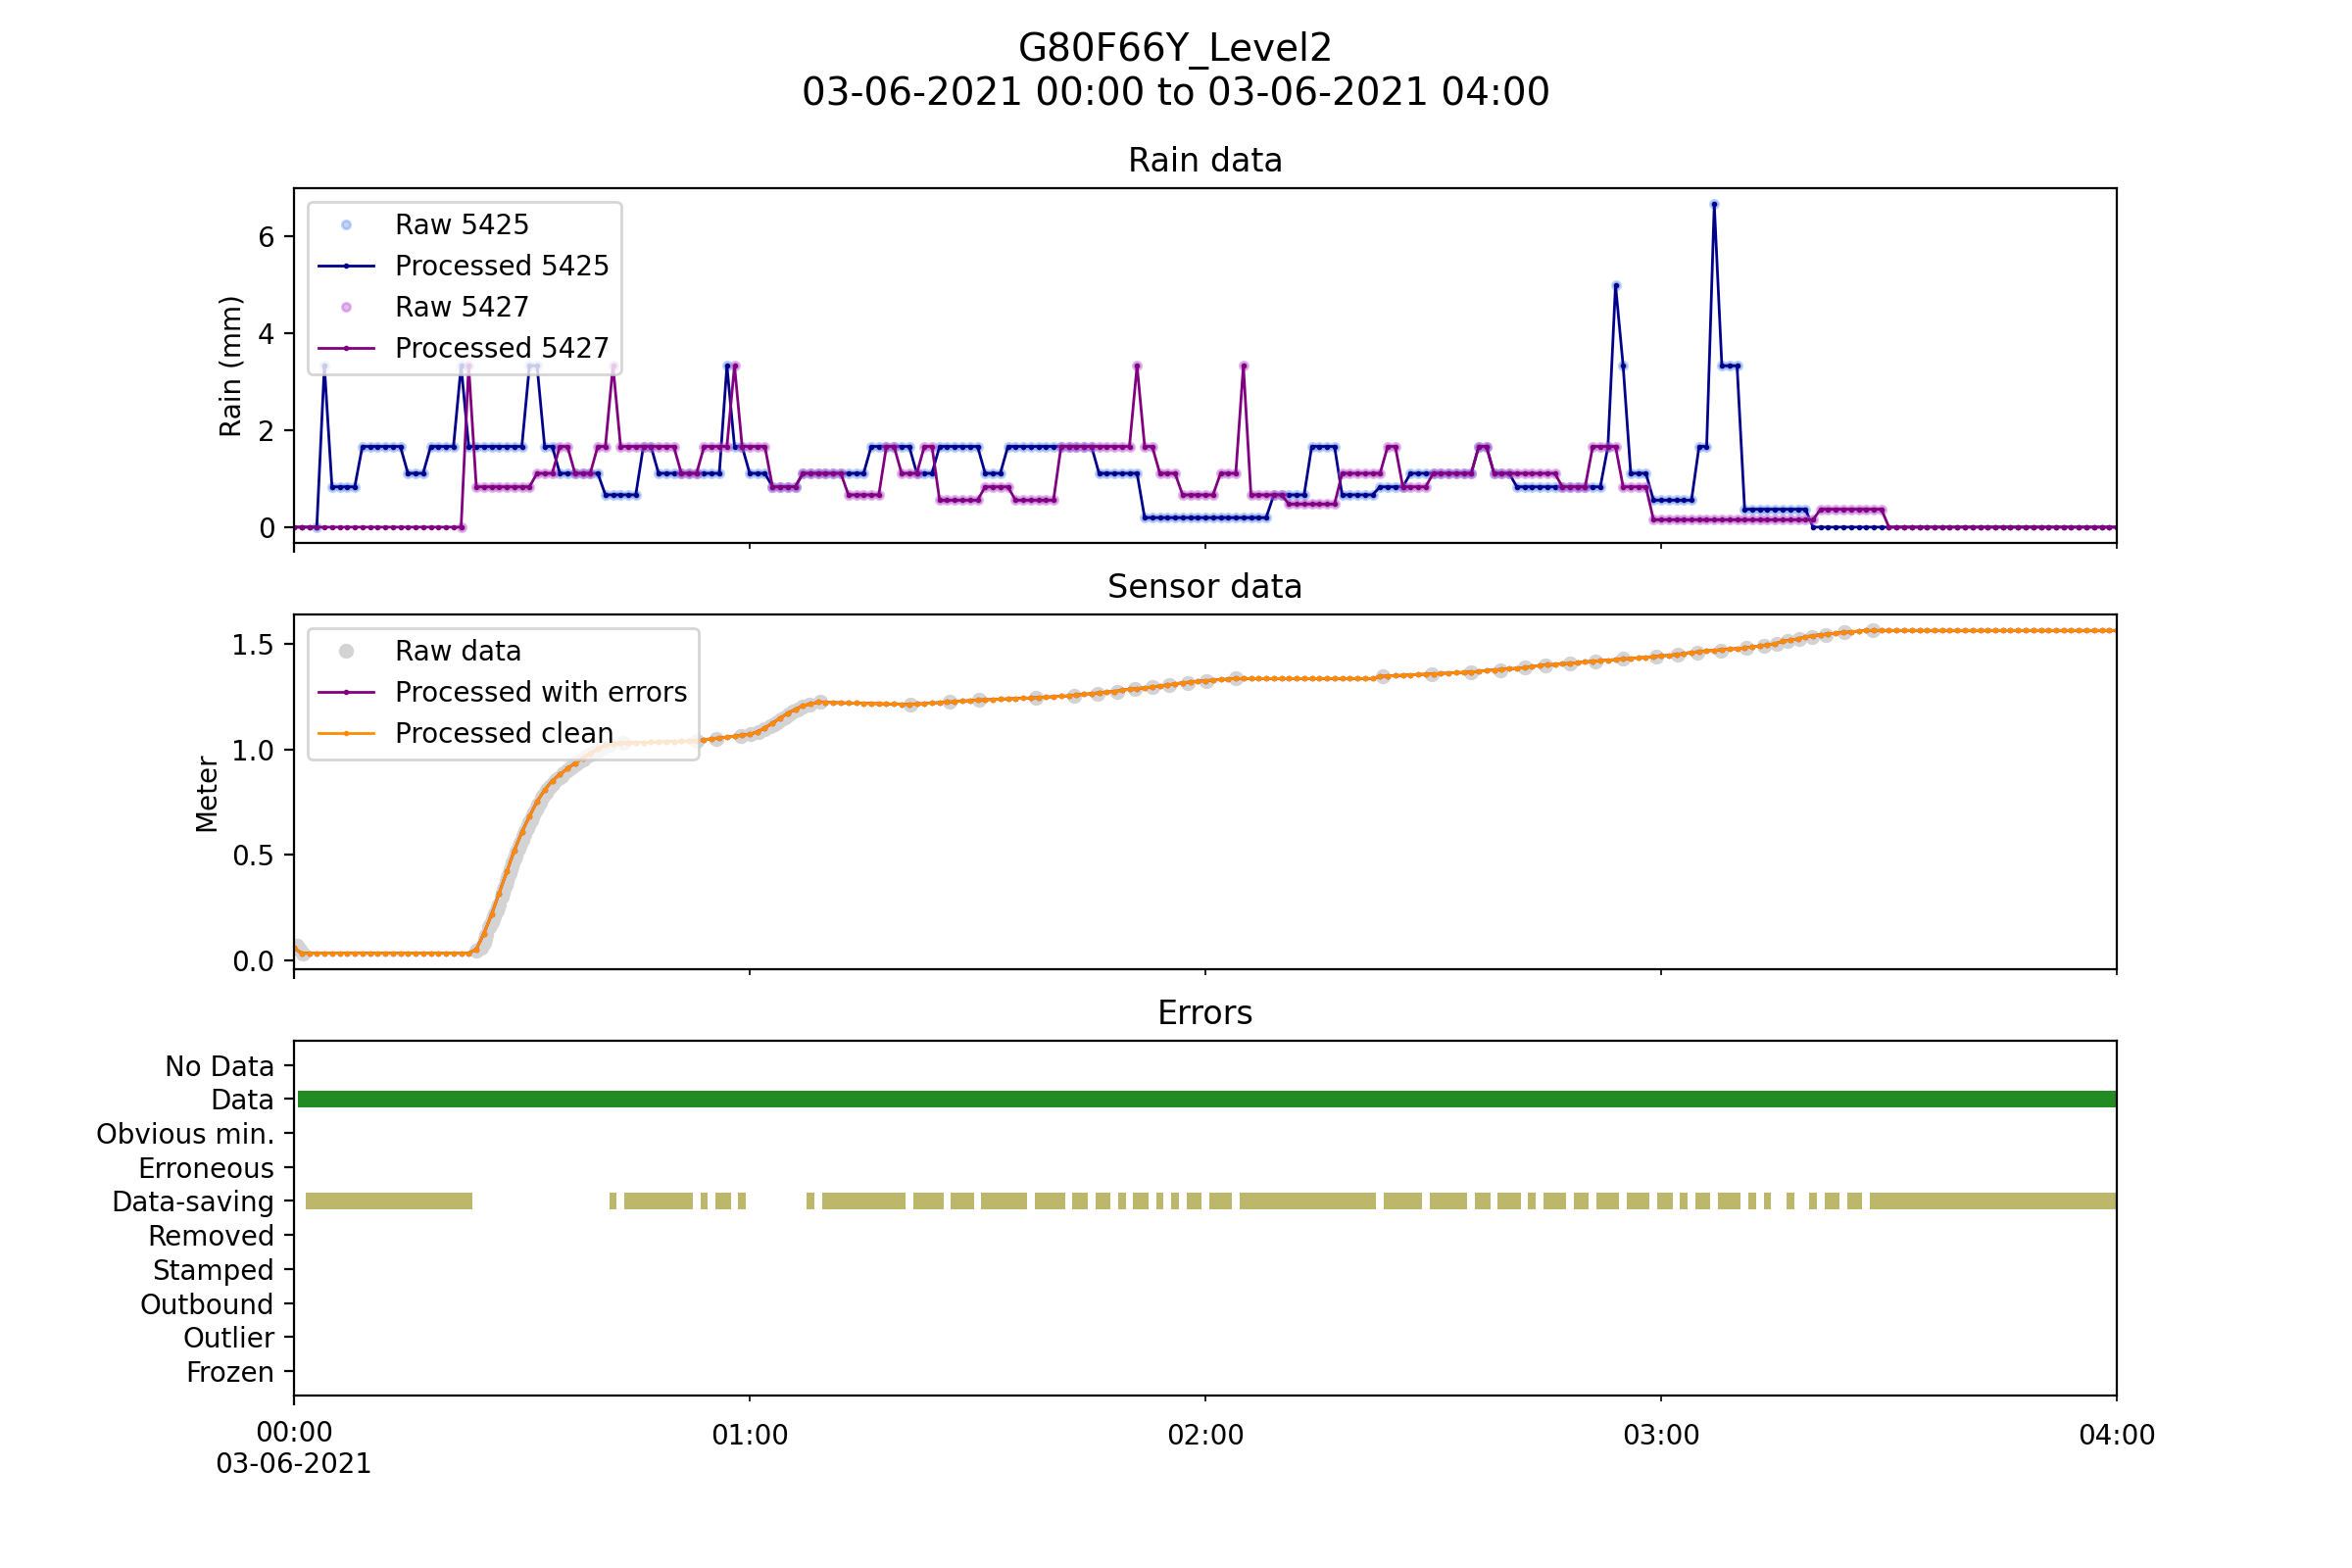 G80F66Y_Level2
03-06-2021 00:00 to 03-06-2021 04:00
Rain data
Rain (mm)
6
4
2
0
Raw 5425
Processed 5425
Raw 5427
Processed 5427
Sensor data
Meter
1.5
1.0
0.5
0.0
Raw data
Processed with errors
Processed clean
Errors
No Data
Data
Obvious min.
Erroneous
Data-saving
Removed
Stamped
Outbound
Outlier
Frozen
00:00
03-06-2021
01:00
02:00
03:00
04:00